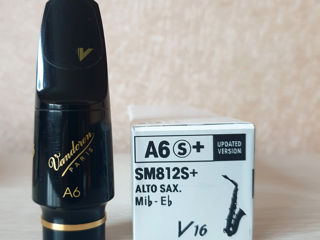 V
Vandoren
PARIS
A6
A6 S+
UPDATED
VERSION
SM812S+
ALTO SAX.
Mib - Eb
V16